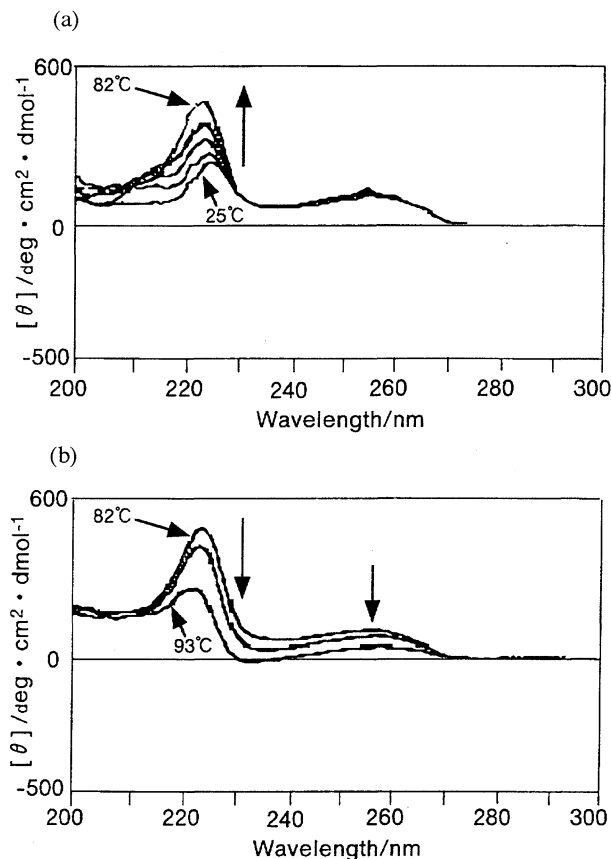 (a)
600
82℃
25℃
0
-500
[θ]/deg・cm²・dmol⁻¹
200 220 240 260 280 300
Wavelength/nm
(b)
600
82℃
93℃
0
-500
[θ]/deg・cm²・dmol⁻¹
200 220 240 260 280 300
Wavelength/nm